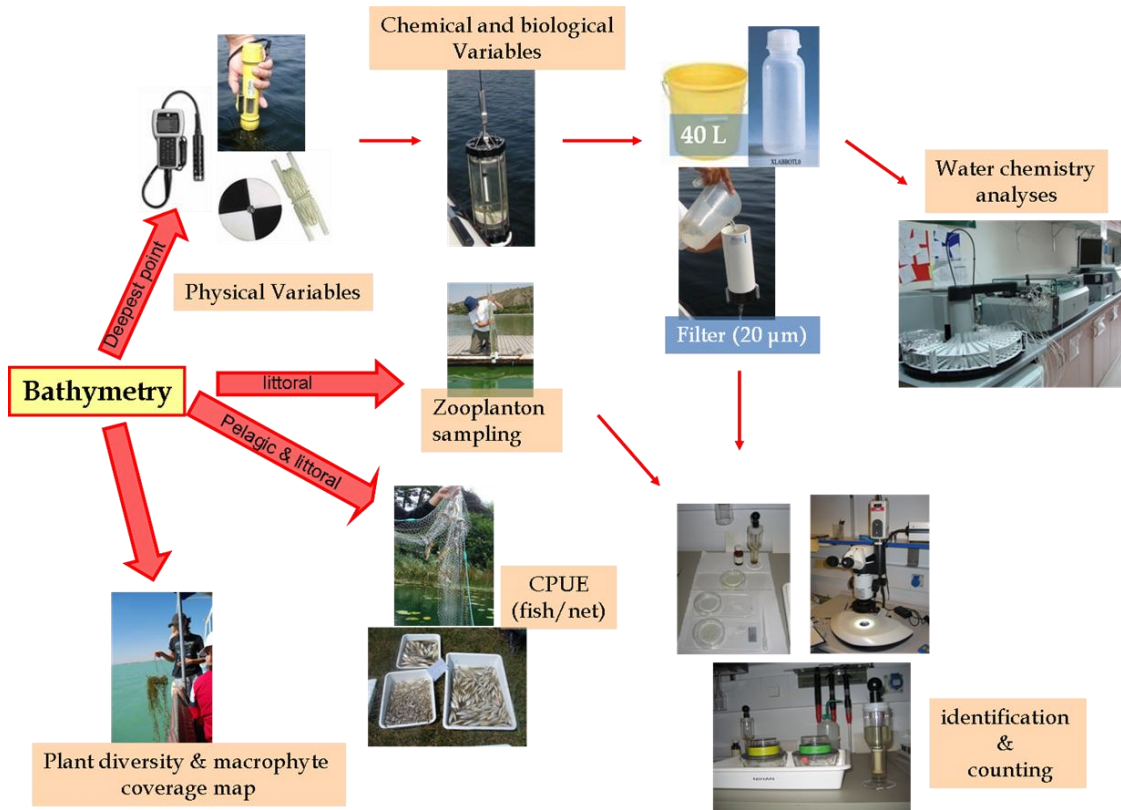 Chemical and biological
Variables
40 L
XLABBOTL0
Water chemistry
analyses
Deepest point
Physical Variables
Filter (20 µm)
Bathymetry
littoral
Zooplanton
sampling
Pelagic & littoral
CPUE
(fish/net)
identification
&
counting
Plant diversity & macrophyte
coverage map